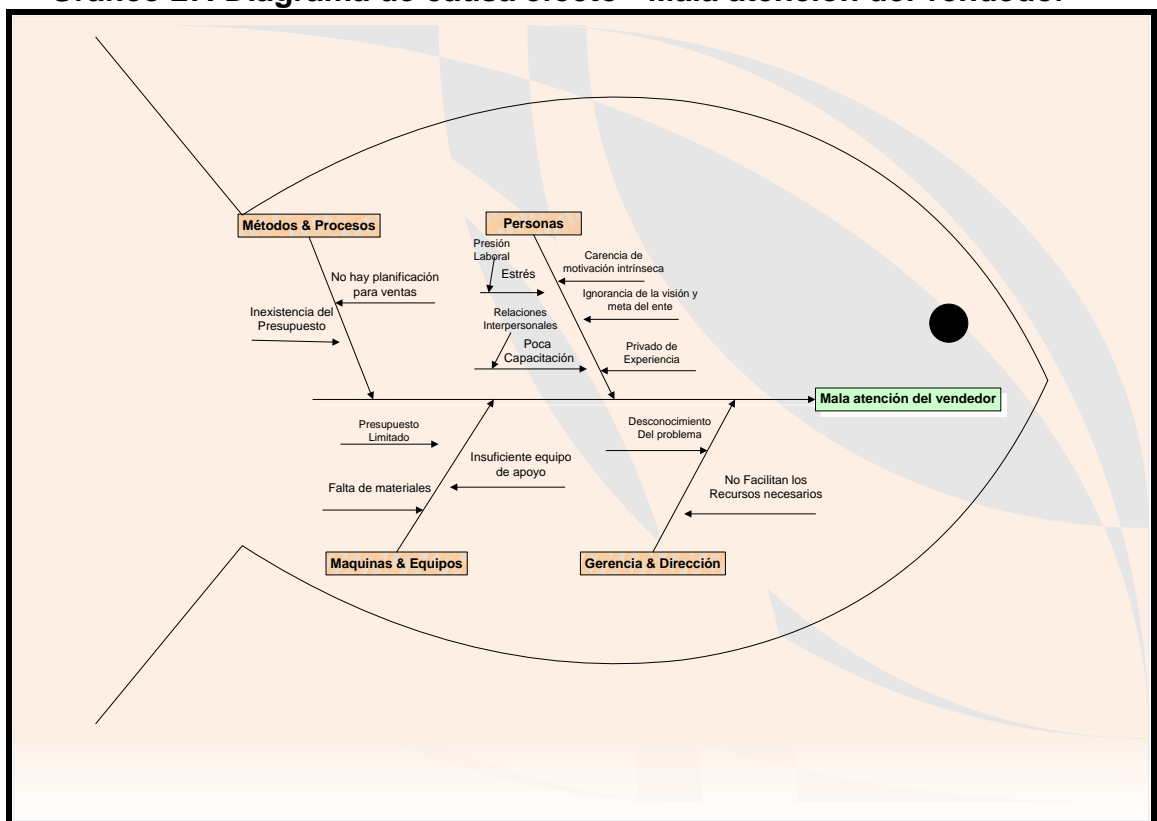 Métodos & Procesos
No hay planificación
para ventas
Inexistencia del
Presupuesto
Personas
Presión
Laboral
Estrés
Carencia de
motivación intrínseca
Ignorancia de la visión y
meta del ente
Relaciones
Interpersonales
Poca
Capacitación
Privado de
Experiencia
Mala atención del vendedor
Presupuesto
Limitado
Insuficiente equipo
de apoyo
Falta de materiales
Maquinas & Equipos
Desconocimiento
Del problema
No Facilitan los
Recursos necesarios
Gerencia & Dirección